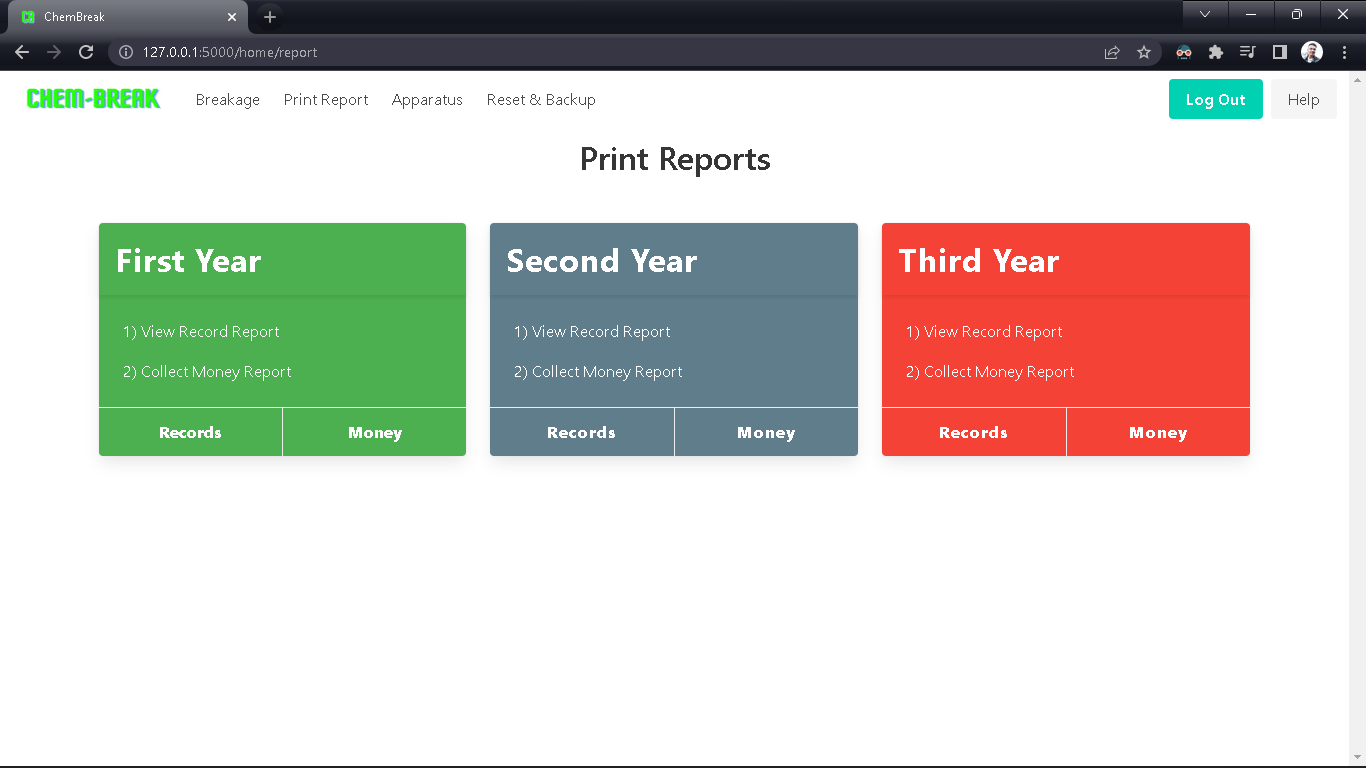 ChemBreak
127.0.0.1:5000/home/report
CHEM-BREAK Breakage Print Report Apparatus Reset & Backup Log Out Help
Print Reports
First Year
1) View Record Report
2) Collect Money Report
Records Money
Second Year
1) View Record Report
2) Collect Money Report
Records Money
Third Year
1) View Record Report
2) Collect Money Report
Records Money